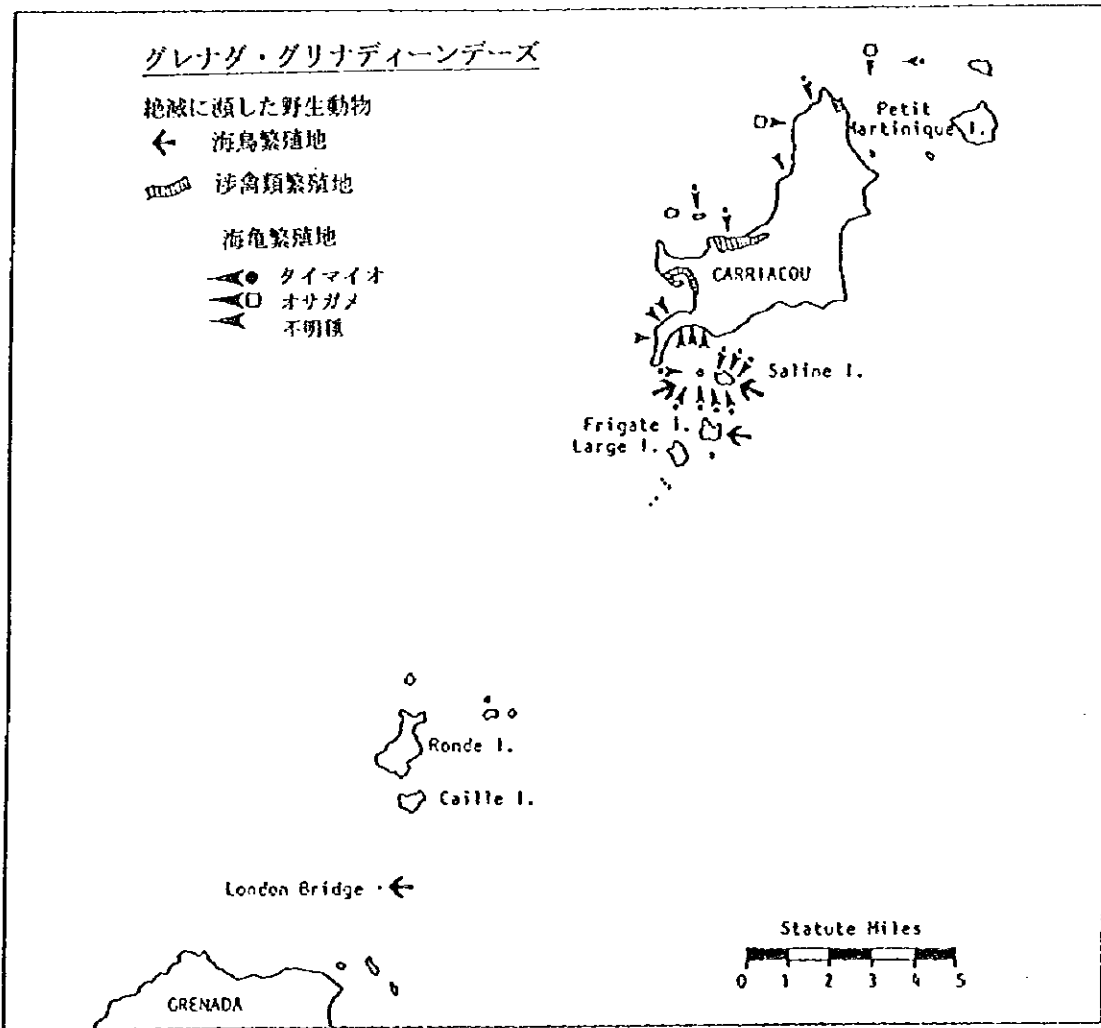 グレナダ・グリナディーンデーズ
絶滅に瀕した野生動物
海鳥繁殖地
渉禽類繁殖地
海亀繁殖地
タイマイオ
オサガメ
不明種
Petit
Martinique I.
CARRIACOU
Saline I.
Frigate I.
Large I.
Ronde I.
Caille I.
London Bridge
GRENADA
Statute Miles
0 1 2 3 4 5